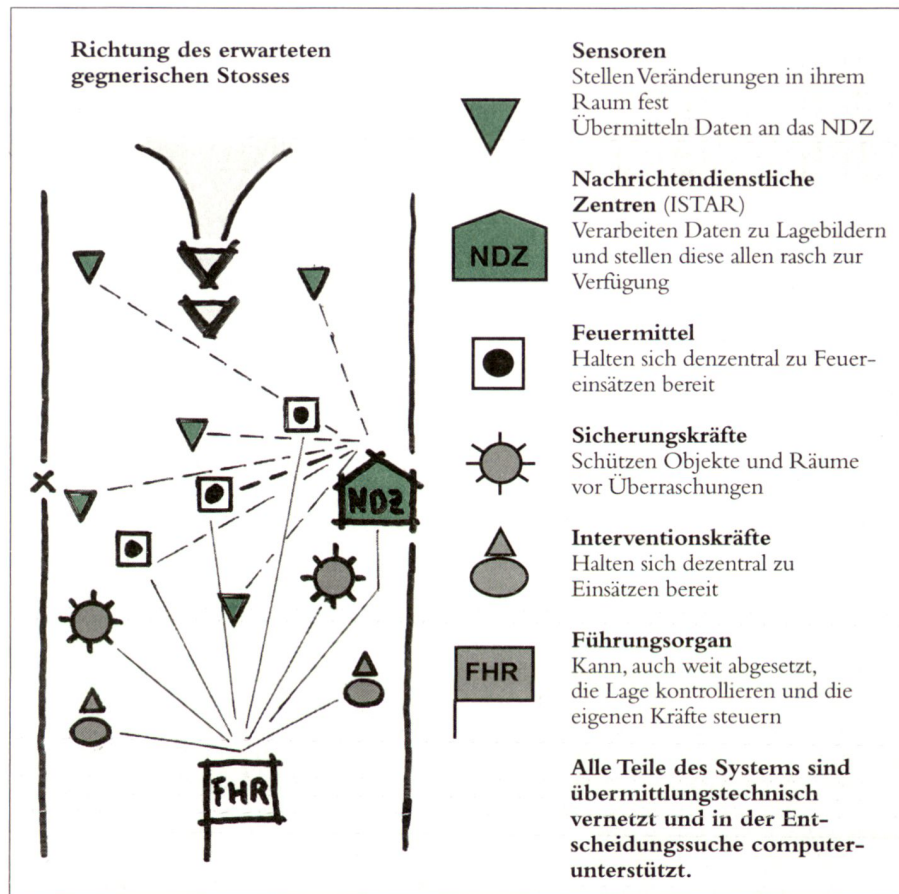 Richtung des erwarteten
gegnerischen Stosses
NDZ
FHR
Sensoren
Stellen Veränderungen in ihrem
Raum fest
Übermitteln Daten an das NDZ
Nachrichtendienstliche
Zentren (ISTAR)
NDZ
Verarbeiten Daten zu Lagebildern
und stellen diese allen rasch zur
Verfügung
Feuermittel
Halten sich denzentral zu Feuer-
einsätzen bereit
Sicherungskräfte
Schützen Objekte und Räume
vor Überraschungen
Interventionskräfte
Halten sich dezentral zu
Einsätzen bereit
Führungsorgan
FHR
Kann, auch weit abgesetzt,
die Lage kontrollieren und die
eigenen Kräfte steuern
Alle Teile des Systems sind
übermittlungstechnisch
vernetzt und in der Ent-
scheidungssuche computer-
unterstützt.